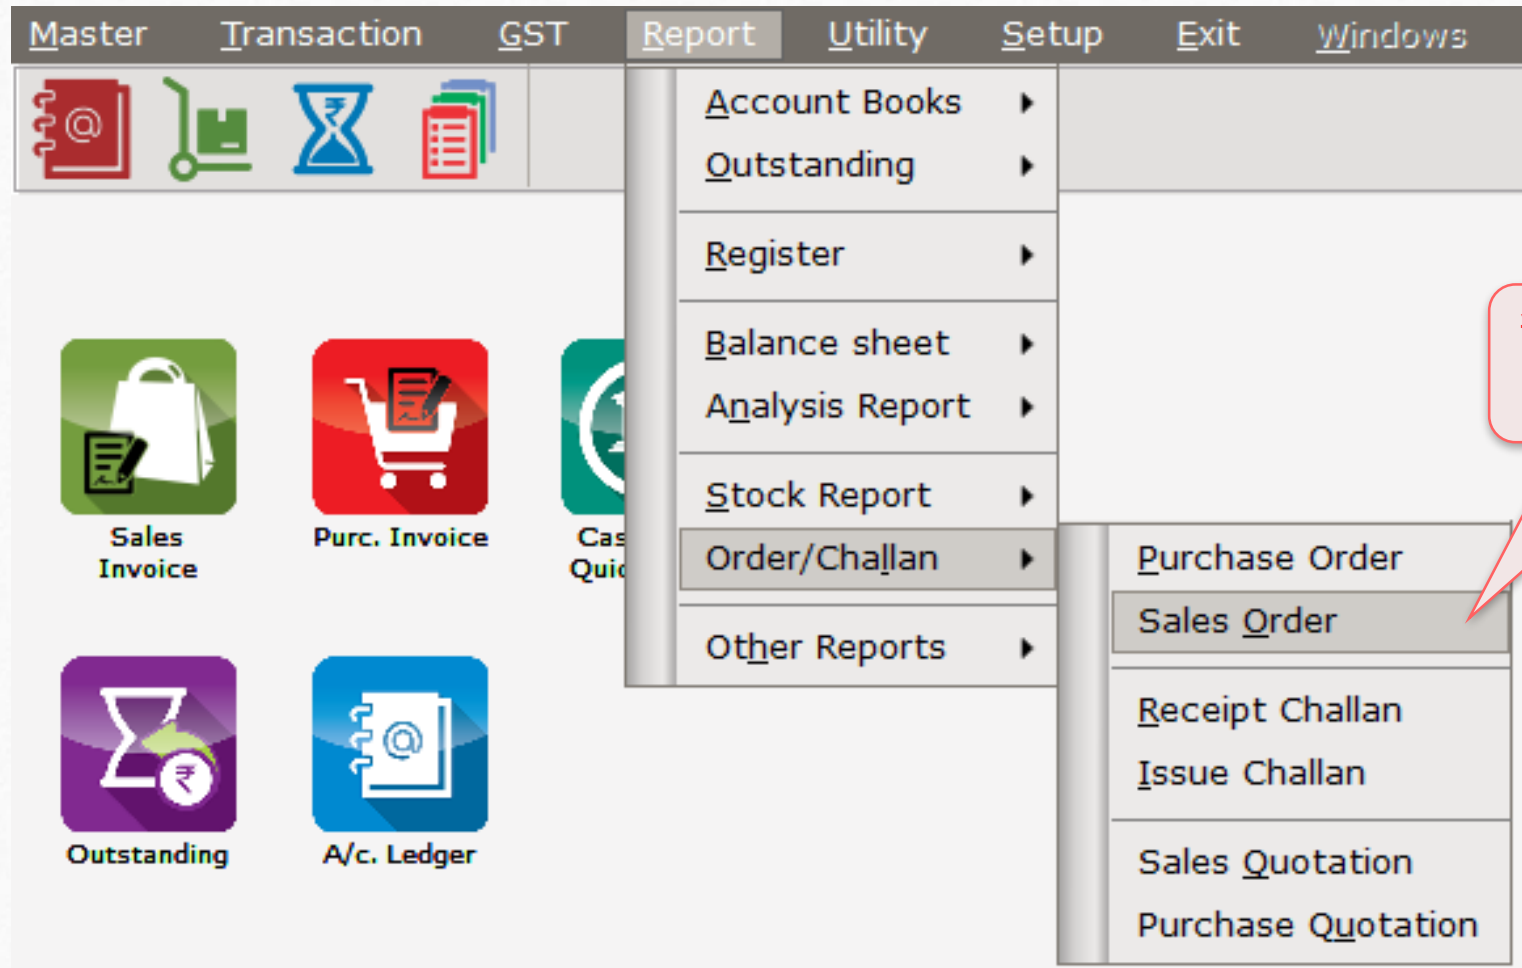 Master Transaction GST Report Utility Setup Exit Windows
Account Books
Outstanding
Register
Balance sheet
Analysis Report
Stock Report
Order/Challan
Other Reports
Purchase Order
Sales Order
Receipt Challan
Issue Challan
Sales Quotation
Purchase Quotation
Sales
Invoice
Purc. Invoice
Outstanding
A/c. Ledger